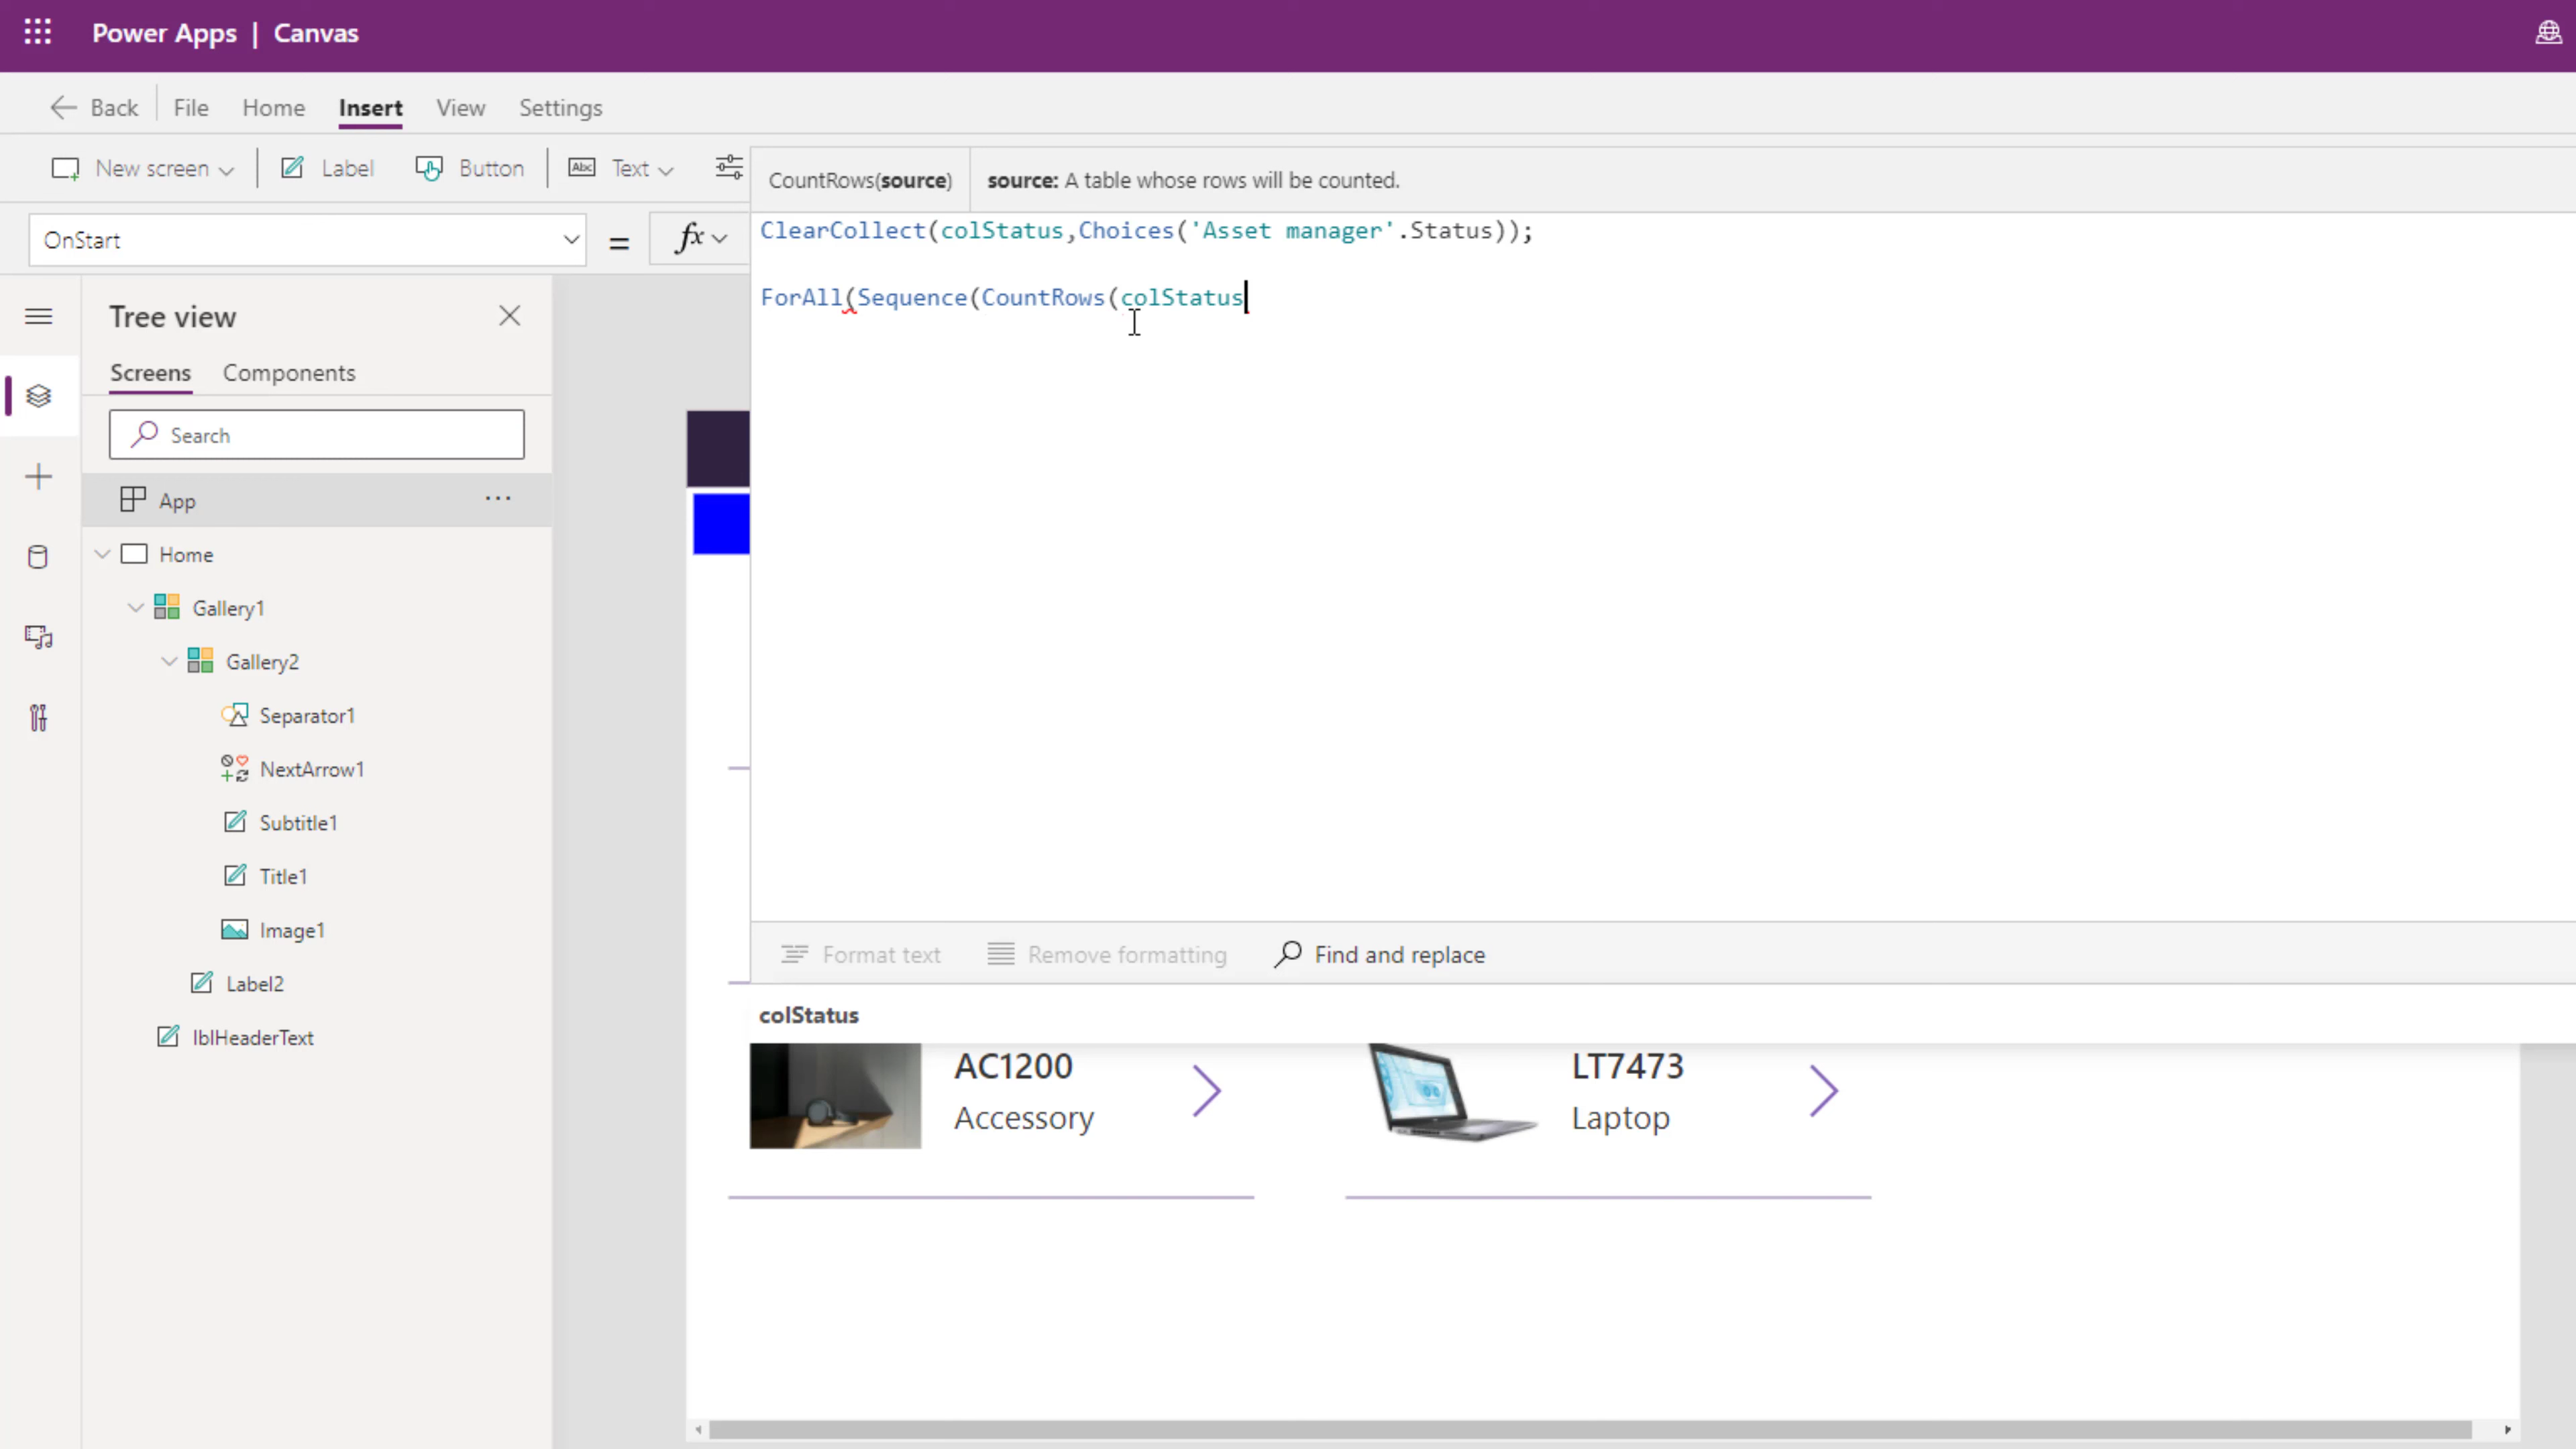 Power Apps | Canvas
Back File Home Insert View Settings
New screen Label Button Text
CountRows(source) source: A table whose rows will be counted.
OnStart = fx
ClearCollect(colStatus,Choices('Asset manager'.Status));
ForAll(Sequence(CountRows(colStatus
Tree view
Screens Components
Search
App ...
Home
Gallery1
Gallery2
Separator1
NextArrow1
Subtitle1
Title1
Image1
Label2
lblHeaderText
Format text Remove formatting Find and replace
colStatus
AC1200
Accessory
LT7473
Laptop